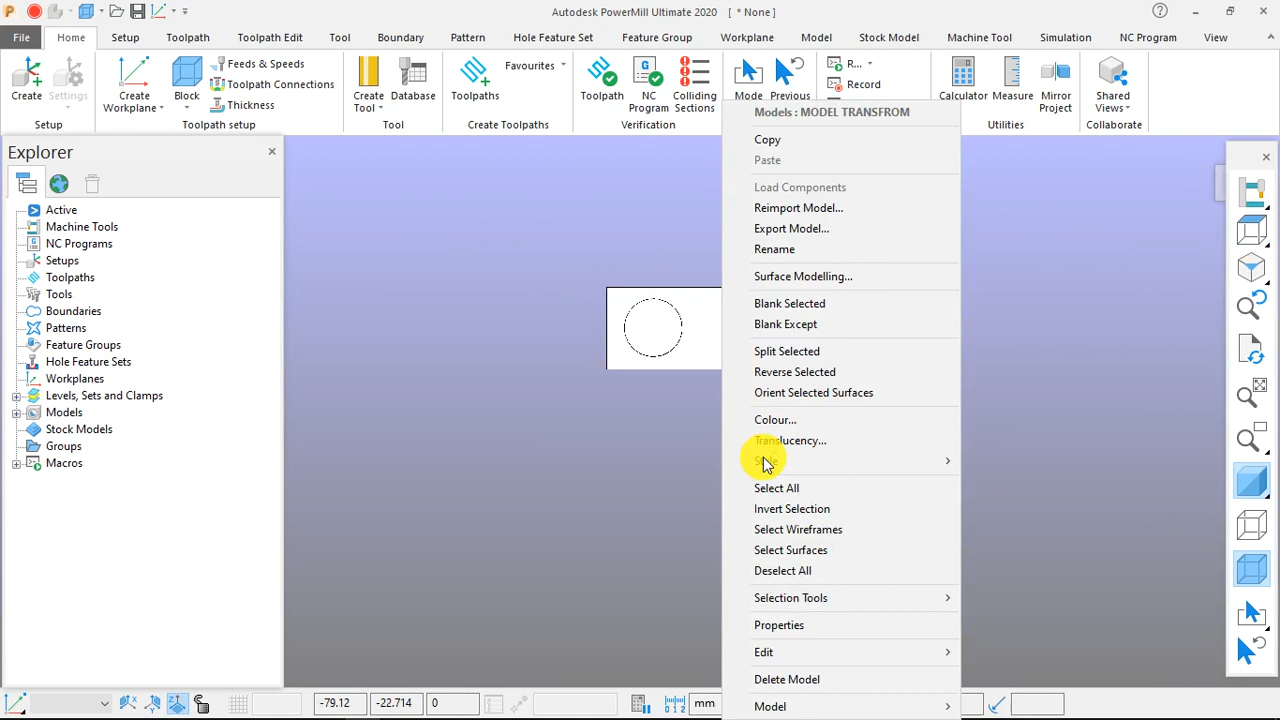 Autodesk PowerMill Ultimate 2020 [ * None ]
File Home Setup Toolpath Toolpath Edit Tool Boundary Pattern Hole Feature Set Feature Group Workplane Model Stock Model Machine Tool Simulation NC Program View
Create
Settings
Setup
Create Workplane
Block
Feeds & Speeds
Toolpath Connections
Thickness
Toolpath setup
Create Tool
Database
Tool
Toolpaths
Favourites
Create Toolpaths
Toolpath
NC Program
Colliding Sections
Verification
Mode
Previous
R...
Record
Calculator
Measure
Mirror Project
Utilities
Shared Views
Collaborate
Explorer
Active
Machine Tools
NC Programs
Setups
Toolpaths
Tools
Boundaries
Patterns
Feature Groups
Hole Feature Sets
Workplanes
Levels, Sets and Clamps
Models
Stock Models
Groups
Macros
Models : MODEL TRANSFROM
Copy
Paste
Load Components
Reimport Model...
Export Model...
Rename
Surface Modelling...
Blank Selected
Blank Except
Split Selected
Reverse Selected
Orient Selected Surfaces
Colour...
Translucency...
Style
Select All
Invert Selection
Select Wireframes
Select Surfaces
Deselect All
Selection Tools
Properties
Edit
Delete Model
Model
-79.12 -22.714 0 mm